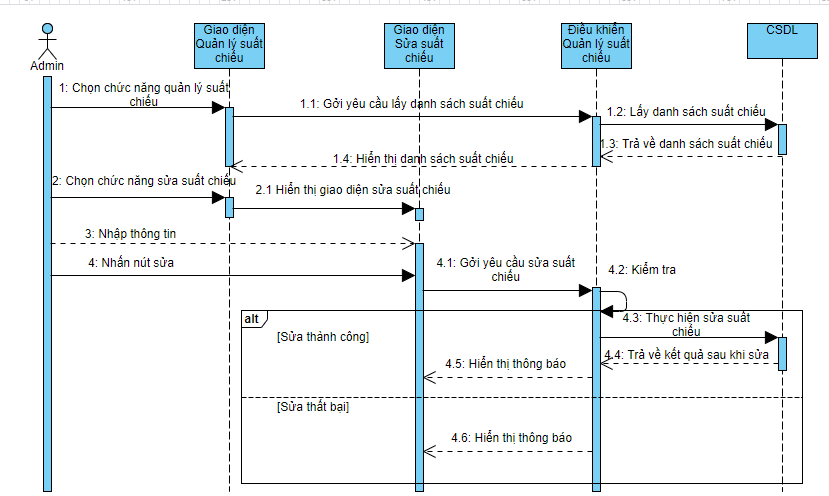 Giao diện
Quản lý suất
chiếu
Giao diện
Sửa suất
chiếu
Điều khiển
Quản lý suất
chiếu
CSDL
Admin
1: Chọn chức năng quản lý suất
chiếu
1.1: Gởi yêu cầu lấy danh sách suất chiếu
1.2: Lấy danh sách suất chiếu
1.3: Trả về danh sách suất chiếu
1.4: Hiển thị danh sách suất chiếu
2: Chọn chức năng sửa suất chiếu
2.1 Hiển thị giao diện sửa suất chiếu
3: Nhập thông tin
4: Nhấn nút sửa
4.1: Gởi yêu cầu sửa suất
chiếu
4.2: Kiểm tra
alt
4.3: Thực hiện sửa suất
chiếu
[Sửa thành công]
4.4: Trả về kết quả sau khi sửa
4.5: Hiển thị thông báo
[Sửa thất bại]
4.6: Hiển thị thông báo